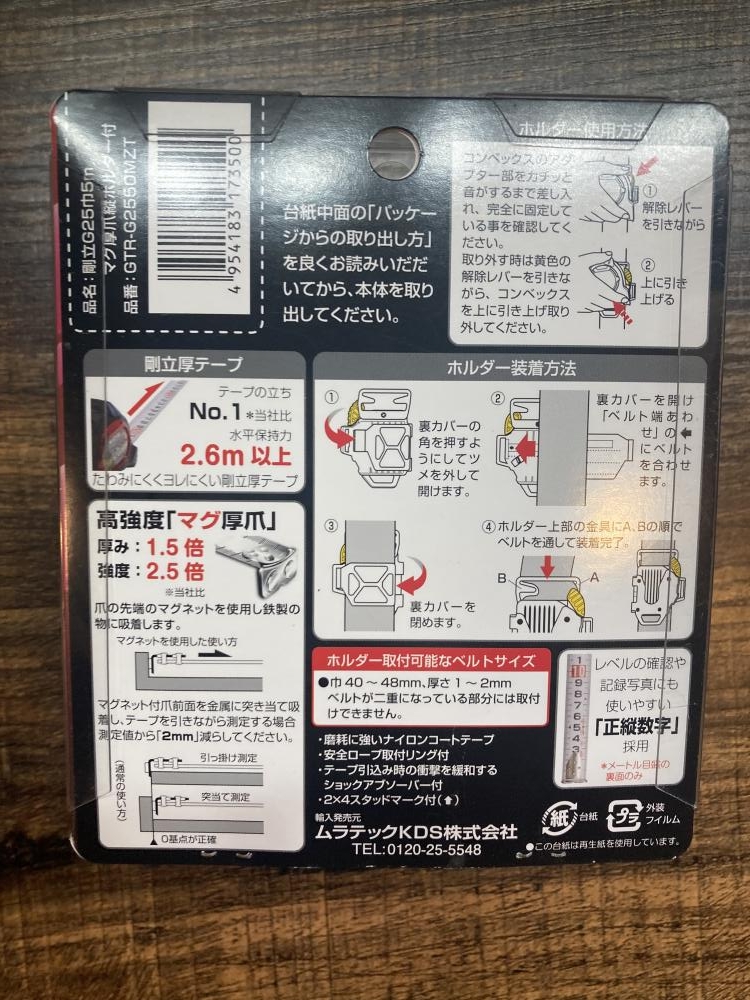 品名：剛立G25巾5m
マグ厚爪縦ホルダー付
品番：GTR-G2550MZT
4 954183 173500
台紙中面の「パッケー
ジからの取り出し方」
を良くお読みいただ
いてから、本体を取り
出してください。
ホルダー使用方法
コンベックスのアダ
プター部をカチッと
音がするまで差し入
れ、完全に固定して
いる事を確認してく
ださい。
取り外す時は黄色の
解除レバーを引きな
がら、コンベックス
を上に引き上げ取り
外してください。
①
解除レバー
を引きながら
②
上に引き
上げる
剛立厚テープ
テープの立ち
No.1＊当社比
水平保持力
2.6m以上
たわみにくくヨレにくい剛立厚テープ
高強度「マグ厚爪」
厚み：1.5倍
強度：2.5倍
※当社比
爪の先端のマグネットを使用し鉄製の
物に吸着します。
マグネットを使用した使い方
マグネット付爪前面を金属に突き当て吸
着し、テープを引きながら測定する場合
測定値から「2mm」減らしてください。
（通常の使い方）
引っ掛け測定
突当て測定
0基点が正確
ホルダー装着方法
①
裏カバーの
角を押すよ
うにしてツ
メを外して
開けます。
②
裏カバーを開け
「ベルト端あわ
せ」の⬅
にベルト
を合わせ
ます。
③
裏カバーを
閉めます。
④ホルダー上部の金具にA、Bの順で
ベルトを通して装着完了。
B
A
ホルダー取付可能なベルトサイズ
●巾40～48mm、厚さ1～2mm
ベルトが二重になっている部分には取付
けできません。
・磨耗に強いナイロンコートテープ
・安全ロープ取付リング付
・テープ引込み時の衝撃を緩和する
ショックアブソーバー付
・2×4スタッドマーク付(⬆)
輸入発売元
ムラテックKDS株式会社
TEL:0120-25-5548
1
10
9
8
7
6
5
4
3
レベルの確認や
記録写真にも
使いやすい
「正縦数字」
採用
＊メートル目盛の
裏面のみ
紙
台紙
プラ
外装
フィルム
●この台紙は再生紙を使用しています。